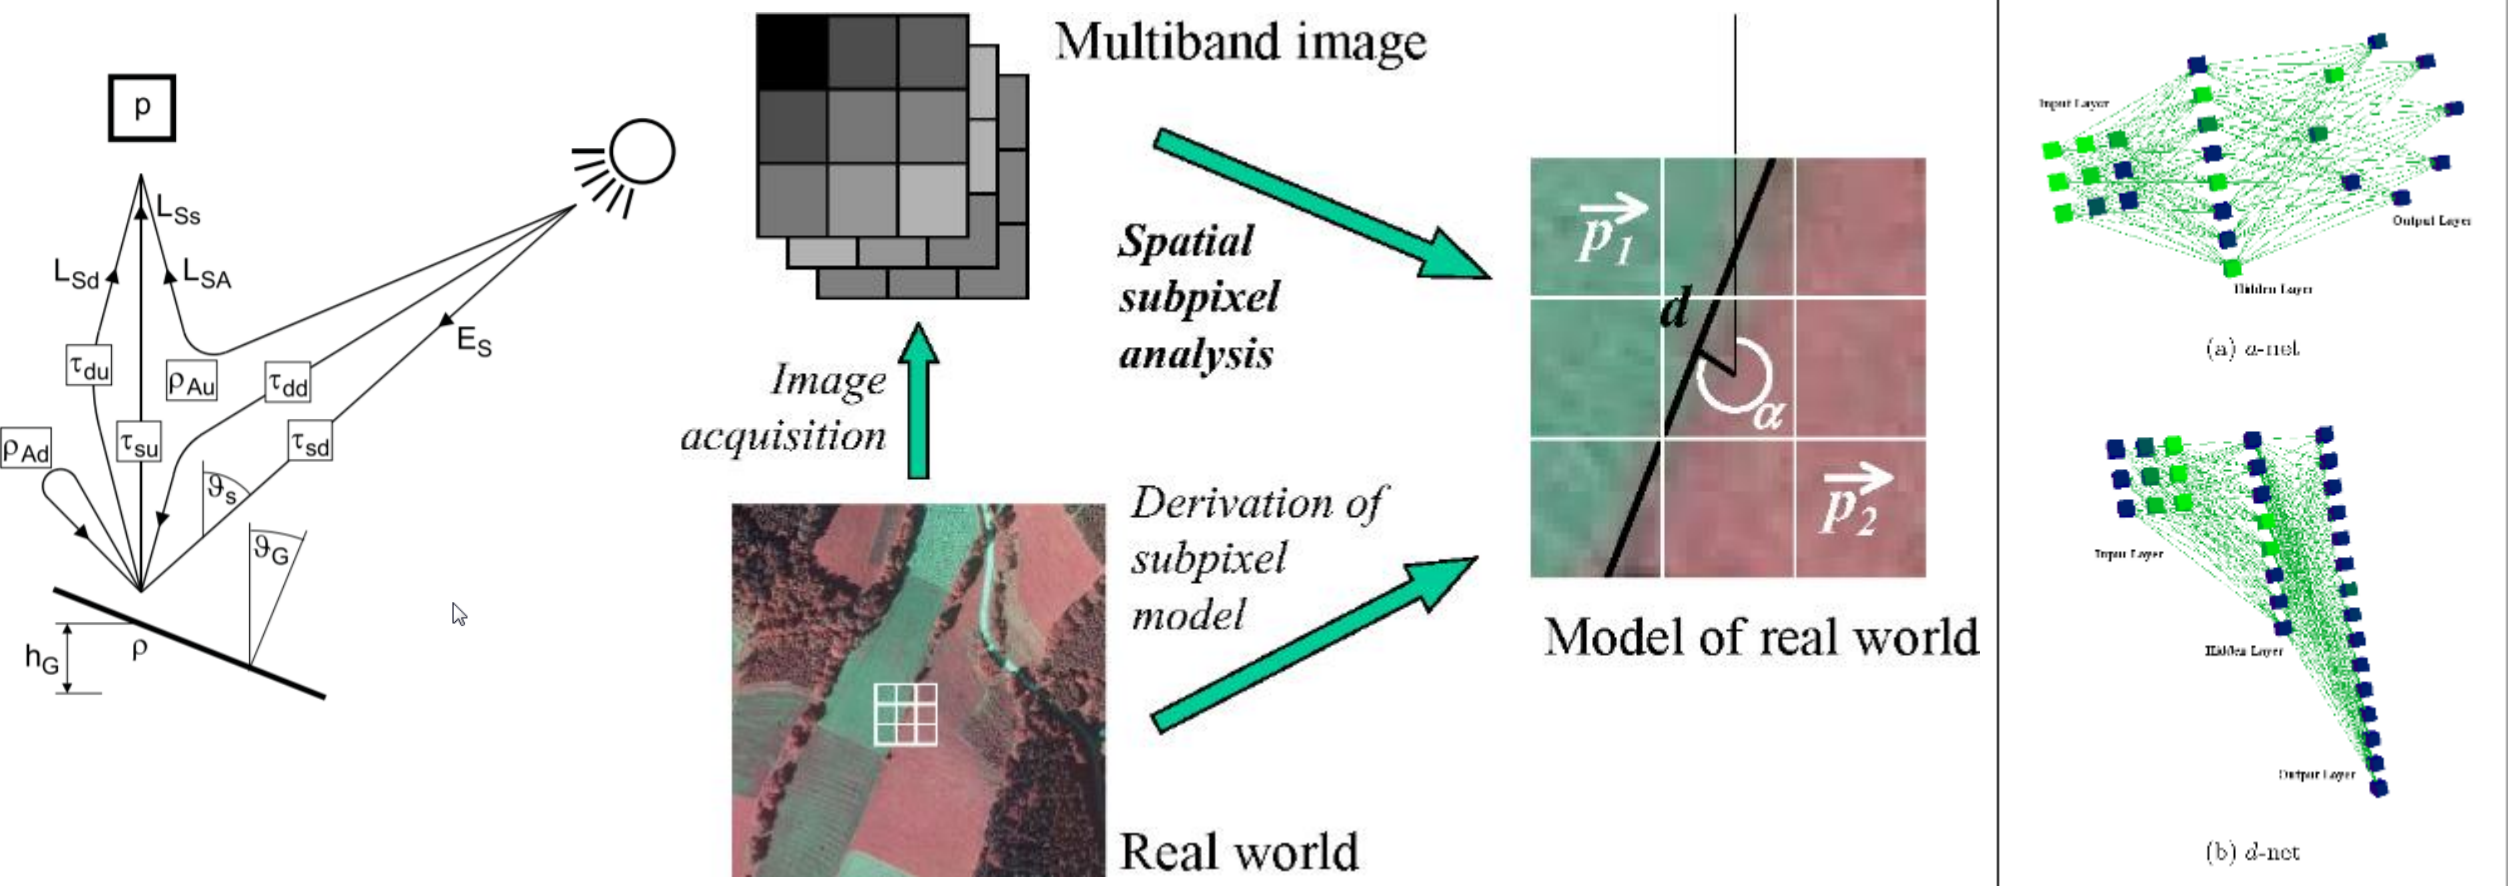 p
L_Ss
L_Sd
L_SA
E_S
τ_du
ρ_Au
τ_dd
ρ_Ad
τ_su
τ_sd
ϑ_s
ϑ_G
h_G
ρ
Multiband image
Spatial
subpixel
analysis
Image
acquisition
Derivation of
subpixel
model
Real world
p_1
d
α
p_2
Model of real world
Input Layer
Output Layer
Hidden Layer
(a) α-net
Input Layer
Hidden Layer
Output Layer
(b) d-net